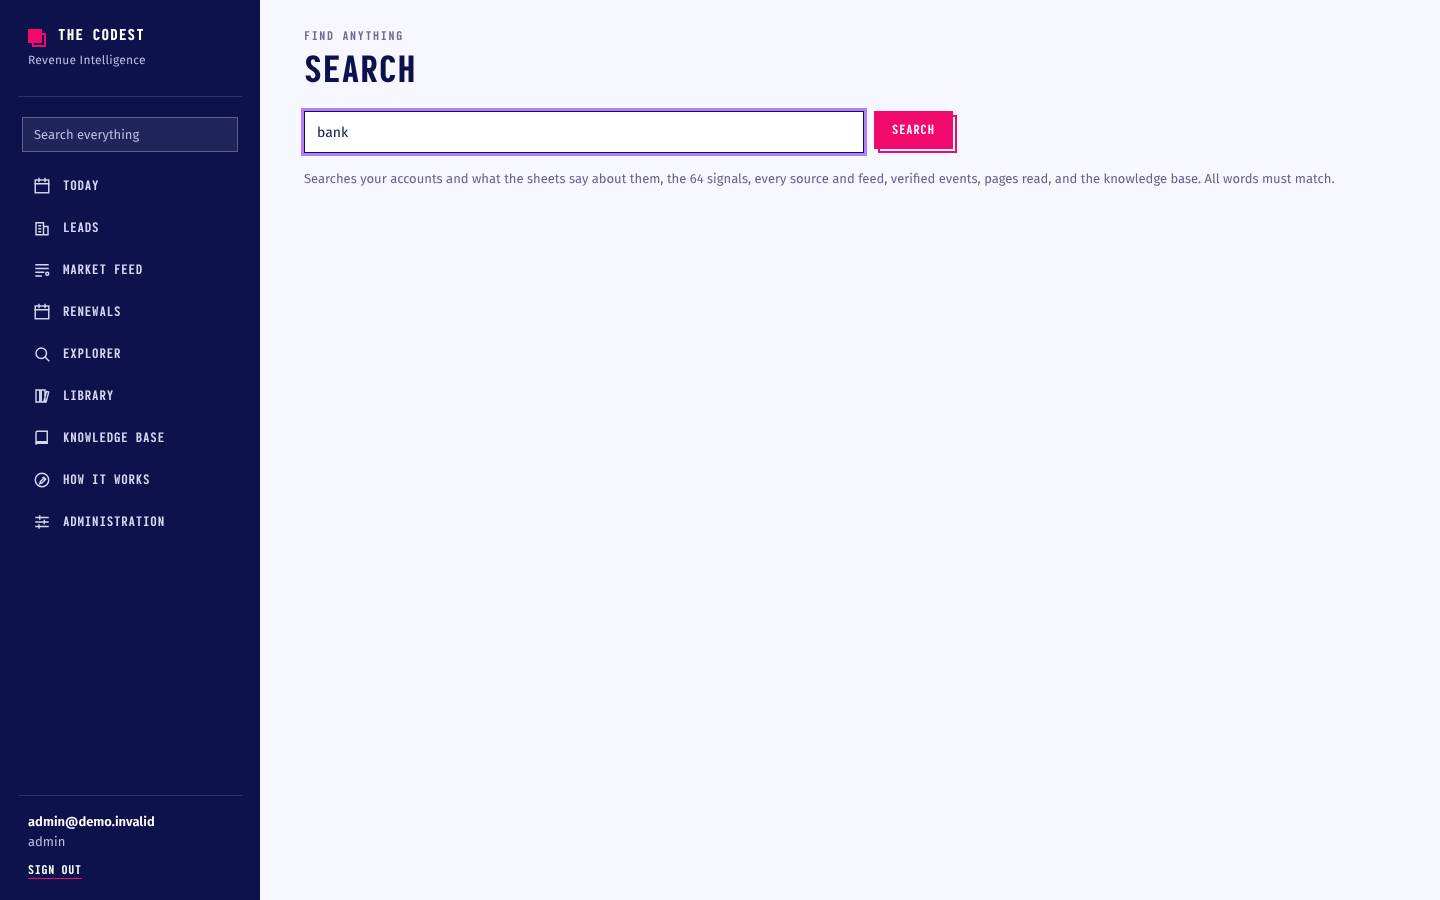 THE CODEST
Revenue Intelligence
Search everything
TODAY
LEADS
MARKET FEED
RENEWALS
EXPLORER
LIBRARY
KNOWLEDGE BASE
HOW IT WORKS
ADMINISTRATION
admin@demo.invalid
admin
SIGN OUT
FIND ANYTHING
SEARCH
bank
SEARCH
Searches your accounts and what the sheets say about them, the 64 signals, every source and feed, verified events, pages read, and the knowledge base. All words must match.